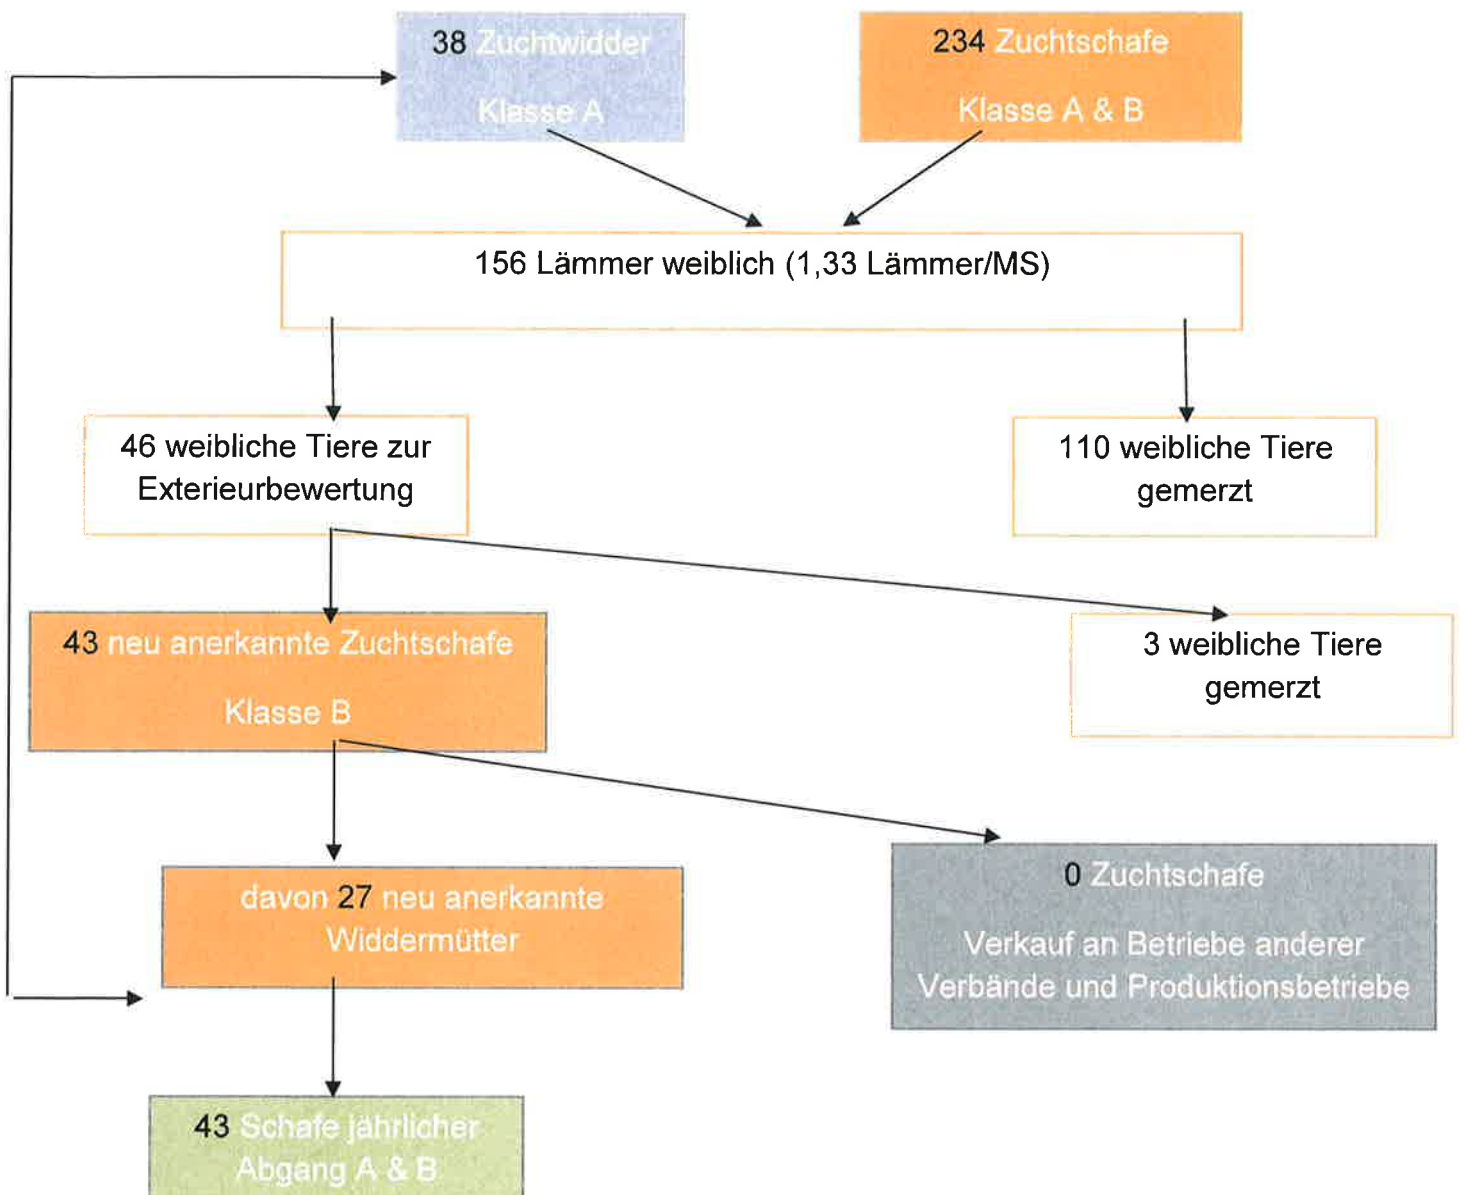 38 Zuchtwidder
Klasse A
234 Zuchtschafe
Klasse A & B
156 Lämmer weiblich (1,33 Lämmer/MS)
46 weibliche Tiere zur
Exterieurbewertung
110 weibliche Tiere
gemerzt
43 neu anerkannte Zuchtschafe
Klasse B
3 weibliche Tiere
gemerzt
davon 27 neu anerkannte
Widdermütter
0 Zuchtschafe
Verkauf an Betriebe anderer
Verbände und Produktionsbetriebe
43 Schafe jährlicher
Abgang A & B